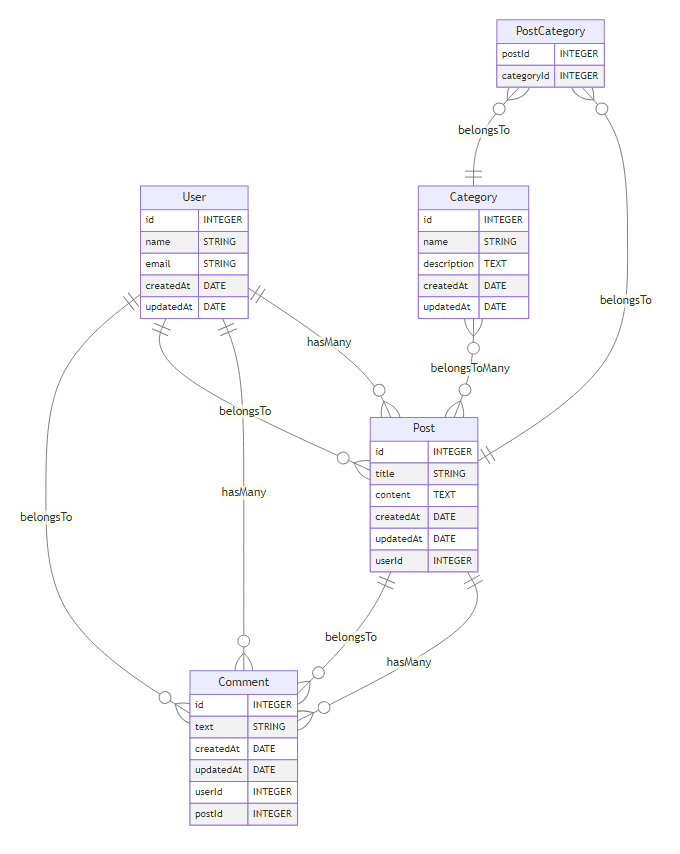 PostCategory
postId INTEGER
categoryId INTEGER
belongsTo
User
id INTEGER
name STRING
email STRING
createdAt DATE
updatedAt DATE
Category
id INTEGER
name STRING
description TEXT
createdAt DATE
updatedAt DATE
belongsTo
hasMany
belongsToMany
belongsTo
Post
id INTEGER
title STRING
content TEXT
createdAt DATE
updatedAt DATE
userId INTEGER
hasMany
belongsTo
belongsTo
hasMany
Comment
id INTEGER
text STRING
createdAt DATE
updatedAt DATE
userId INTEGER
postId INTEGER